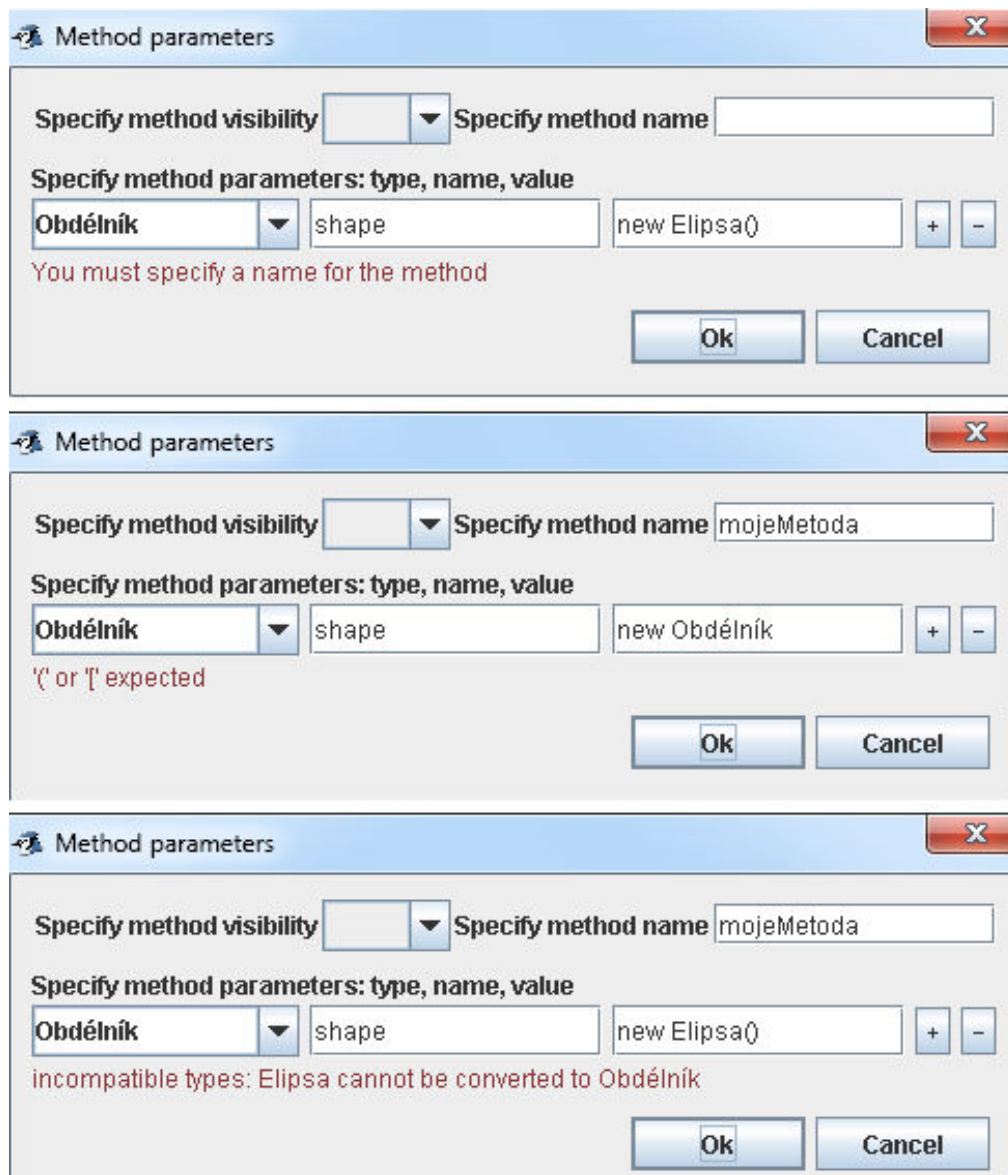 Method parameters
Specify method visibility Specify method name
Specify method parameters: type, name, value
Obdélník shape new Elipsa() + -
You must specify a name for the method
Ok Cancel
Method parameters
Specify method visibility Specify method name mojeMetoda
Specify method parameters: type, name, value
Obdélník shape new Obdélník + -
'(' or '[' expected
Ok Cancel
Method parameters
Specify method visibility Specify method name mojeMetoda
Specify method parameters: type, name, value
Obdélník shape new Elipsa() + -
incompatible types: Elipsa cannot be converted to Obdélník
Ok Cancel